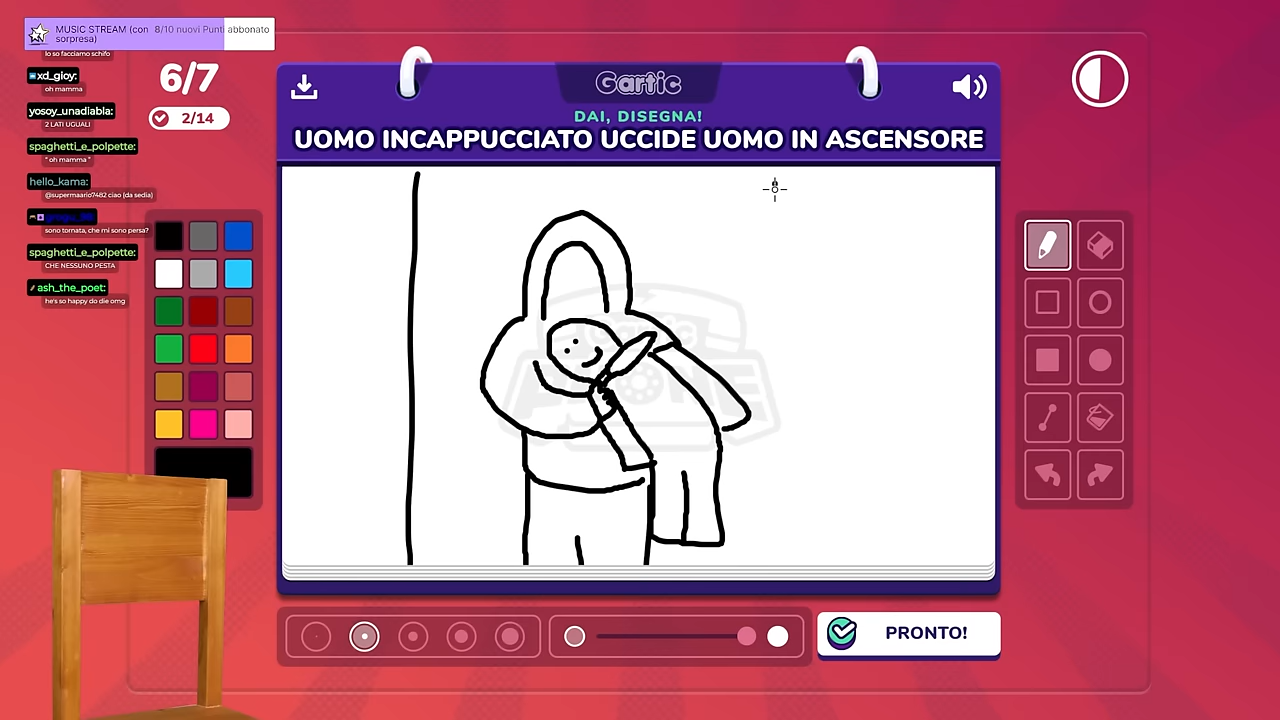 MUSIC STREAM (con 8/10 nuovi Punti abbonato
sorpresa)
lo so facciamo schifo
xd_gioy:
oh mamma
yosoy_unadiabla:
2 LATI UGUALI
spaghetti_e_polpette:
" oh mamma "
hello_kama:
@supermaario7482 ciao (da sedia)
sono tornata, che mi sono persa?
spaghetti_e_polpette:
CHE NESSUNO PESTA
ash_the_poet:
he's so happy do die omg
6/7
2/14
Gartic
DAI, DISEGNA!
UOMO INCAPPUCCIATO UCCIDE UOMO IN ASCENSORE
PRONTO!